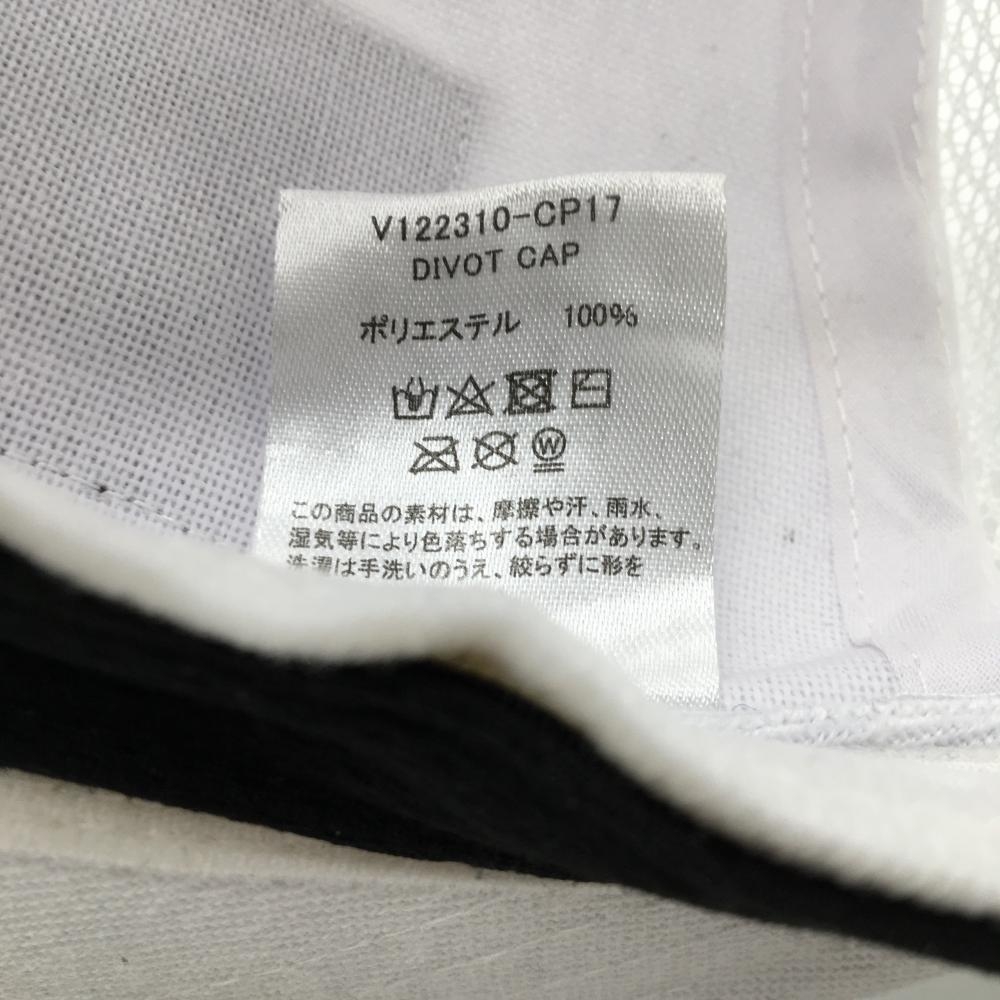 V122310-CP17
DIVOT CAP
ポリエステル 100%
W
この商品の素材は、摩擦や汗、雨水、
湿気等により色落ちする場合があります。
洗濯は手洗いのうえ、絞らずに形を